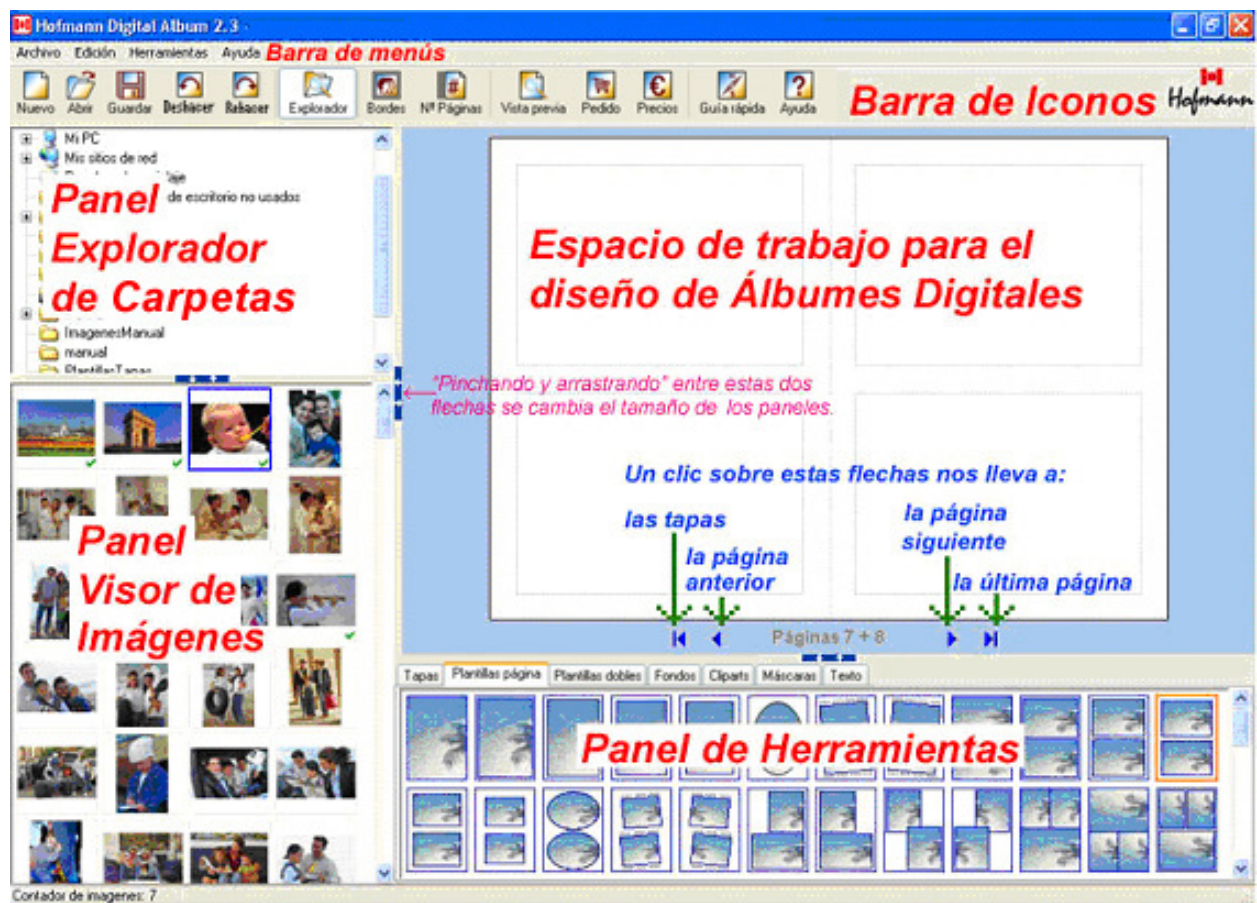 Hofmann Digital Album 2.3 -
Archivo Edición Herramientas Ayuda Barra de menús
Nuevo Abrir Guardar Deshacer Rehacer Explorador Bordes Nº Páginas Vista previa Pedido Precios Guía rápida Ayuda
Barra de Iconos Hofmann
Mi PC
Mis sitios de red
de escritorio no usados
Panel
Explorador
de Carpetas
ImagenesManual
manual
PlantillasTapas
Espacio de trabajo para el
diseño de Álbumes Digitales
"Pinchando y arrastrando" entre estas dos
flechas se cambia el tamaño de los paneles.
Un clic sobre estas flechas nos lleva a:
las tapas
la página
anterior
la página
siguiente
la última página
Páginas 7 + 8
Panel
Visor de
Imágenes
Tapas Plantillas página Plantillas dobles Fondos Cliparts Máscaras Texto
Panel de Herramientas
Contador de imagenes: 7